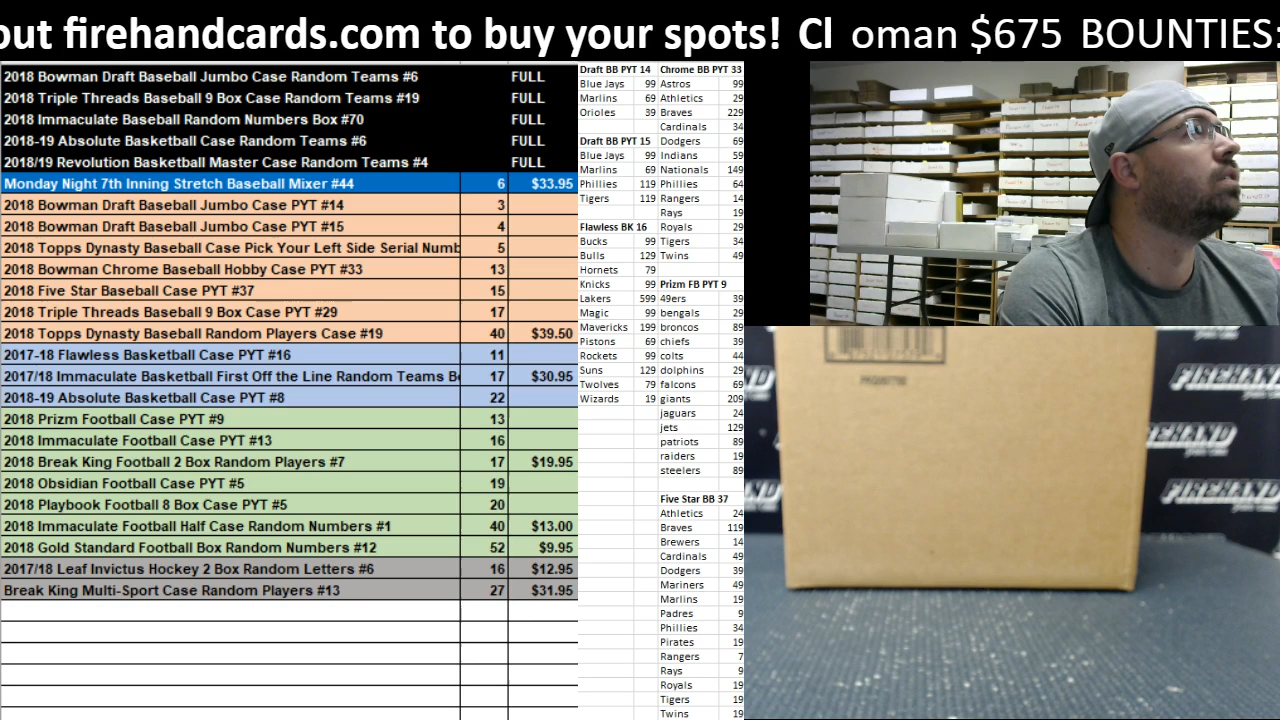 out firehandcards.com to buy your spots! Cl oman $675 BOUNTIES:
2018 Bowman Draft Baseball Jumbo Case Random Teams #6 FULL
2018 Triple Threads Baseball 9 Box Case Random Teams #19 FULL
2018 Immaculate Baseball Random Numbers Box #70 FULL
2018-19 Absolute Basketball Random Teams #6 FULL
2018/19 Revolution Basketball Master Case Random Teams #4 FULL
Monday Night 7th Inning Stretch Baseball Mixer #44 6 $33.95
2018 Bowman Draft Baseball Jumbo Case PYT #14 3
2018 Bowman Draft Baseball Jumbo Case PYT #15 4
2018 Topps Dynasty Baseball Case Pick Your Left Side Serial Numb 5
2018 Bowman Chrome Baseball Hobby Case PYT #33 13
2018 Five Star Baseball Case PYT #37 15
2018 Triple Threads Baseball 9 Box Case PYT #29 17
2018 Topps Dynasty Baseball Random Players Case #19 40 $39.50
2017-18 Flawless Basketball Case PYT #16 11
2017/18 Immaculate Basketball First Off the Line Random Teams Bo 17 $30.95
2018-19 Absolute Basketball Case PYT #8 22
2018 Prizm Football Case PYT #9 13
2018 Immaculate Football Case PYT #13 16
2018 Break King Football 2 Box Random Players #7 17 $19.95
2018 Obsidian Football Case PYT #5 19
2018 Playbook Football 8 Box Case PYT #5 20
2018 Immaculate Football Half Case Random Numbers #1 40 $13.00
2018 Gold Standard Football Box Random Numbers #12 52 $9.95
2017/18 Leaf Invictus Hockey 2 Box Random Letters #6 16 $12.95
Break King Multi-Sport Case Random Players #13 27 $31.95
Draft BB PYT 14
Blue Jays 99
Marlins 69
Orioles 39
Draft BB PYT 15
Blue Jays 99
Marlins 69
Phillies 119
Tigers 119
Flawless BK 16
Bucks 99
Bulls 129
Hornets 79
Knicks 99
Lakers 599
Magic 99
Mavericks 199
Pistons 69
Rockets 99
Suns 129
Twolves 79
Wizards 19
Chrome BB PYT 33
Astros 99
Athletics 29
Braves 229
Cardinals 34
Dodgers 69
Indians 59
Nationals 149
Phillies 64
Rangers 14
Rays 19
Royals 29
Tigers 34
Twins 49
Prizm FB PYT 9
49ers 39
bengals 29
broncos 89
chiefs 39
colts 44
dolphins 29
falcons 69
giants 209
jaguars 24
jets 129
patriots 89
raiders 19
steelers 89
Five Star BB 37
Athletics 24
Braves 119
Brewers 14
Cardinals 49
Dodgers 39
Mariners 49
Marlins 19
Padres 9
Phillies 34
Pirates 19
Rangers 7
Rays 9
Royals 19
Tigers 19
Twins 19
FIREHAND
FIREHAND
FIREHAND